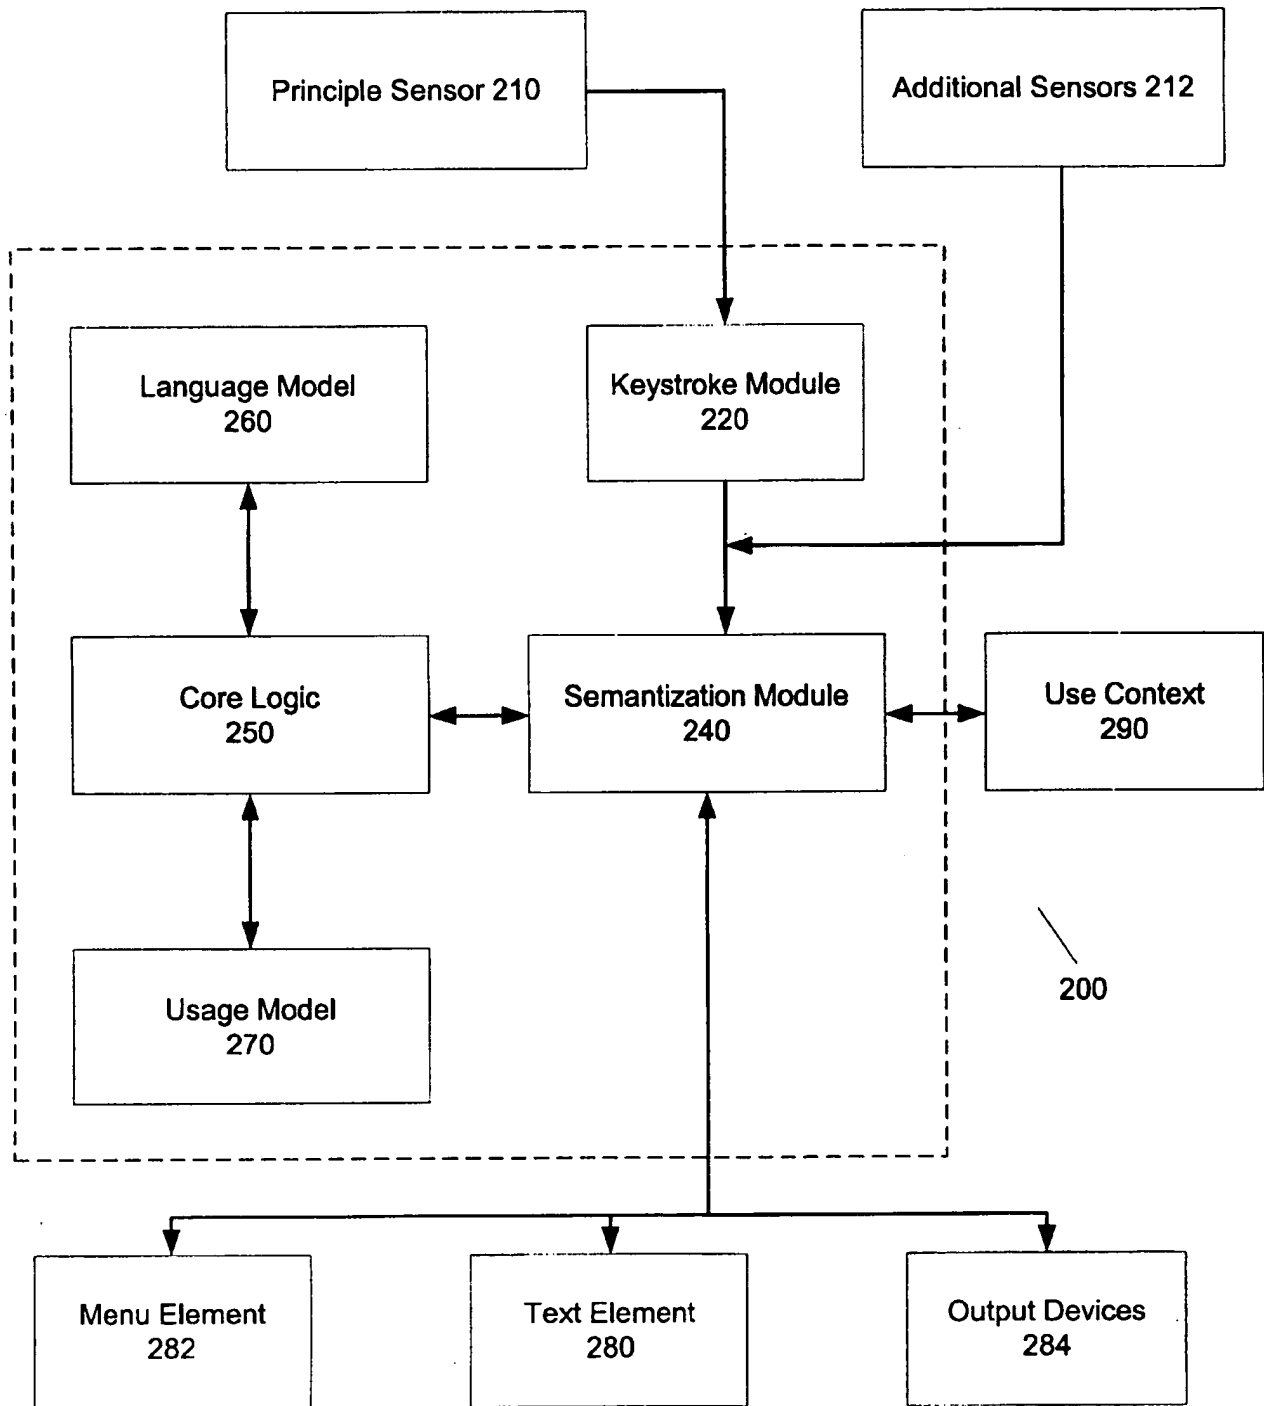 Principle Sensor 210
Additional Sensors 212
Language Model
260
Keystroke Module
220
Core Logic
250
Semantization Module
240
Use Context
290
Usage Model
270
200
Menu Element
282
Text Element
280
Output Devices
284